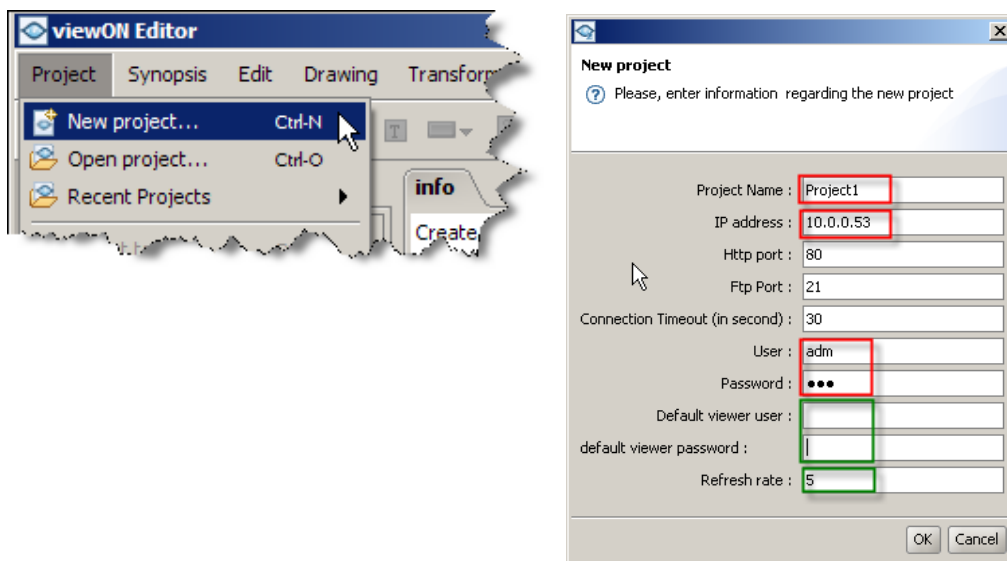 viewON Editor
Project Synopsis Edit Drawing Transform
New project... Ctrl-N
Open project... Ctrl-O
Recent Projects
T
info
Create
New project
? Please, enter information regarding the new project
Project Name : Project1
IP address : 10.0.0.53
Http port : 80
Ftp Port : 21
Connection Timeout (in second) : 30
User : adm
Password : •••
Default viewer user :
default viewer password :
Refresh rate : 5
OK Cancel